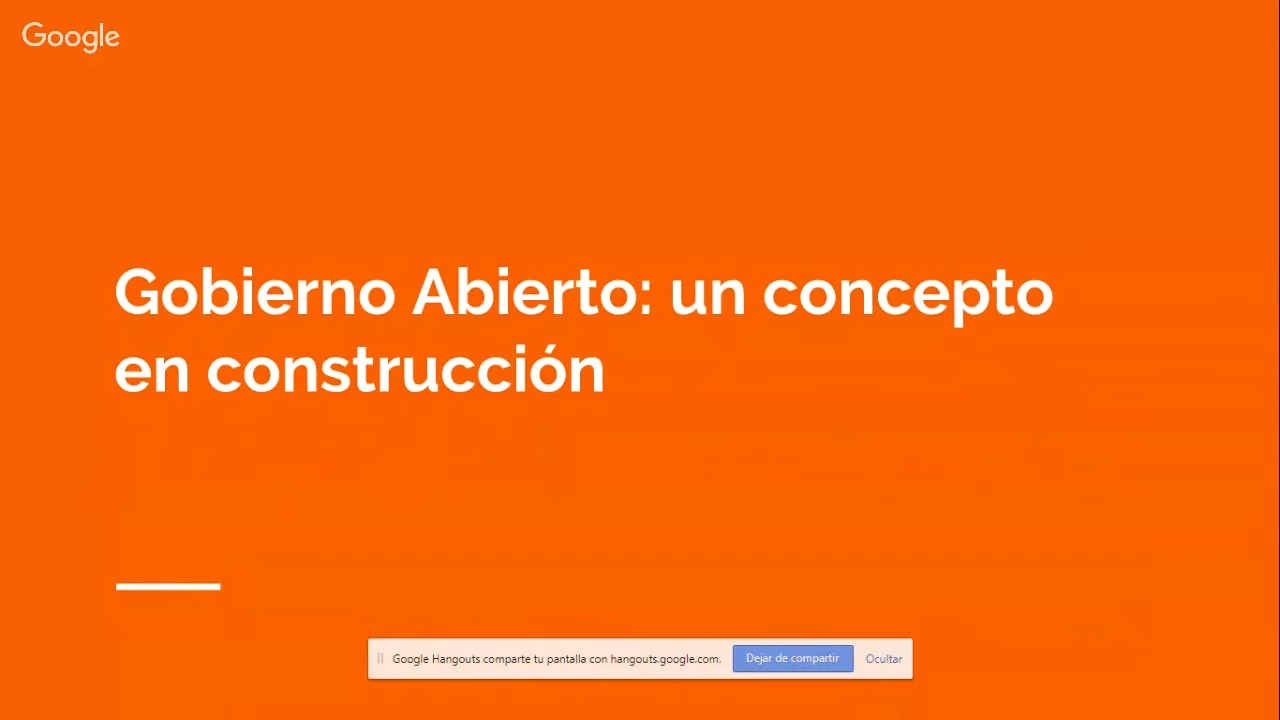 Google
Gobierno Abierto: un concepto
en construcción
Google Hangouts comparte tu pantalla con hangouts.google.com. Dejar de compartir Ocultar